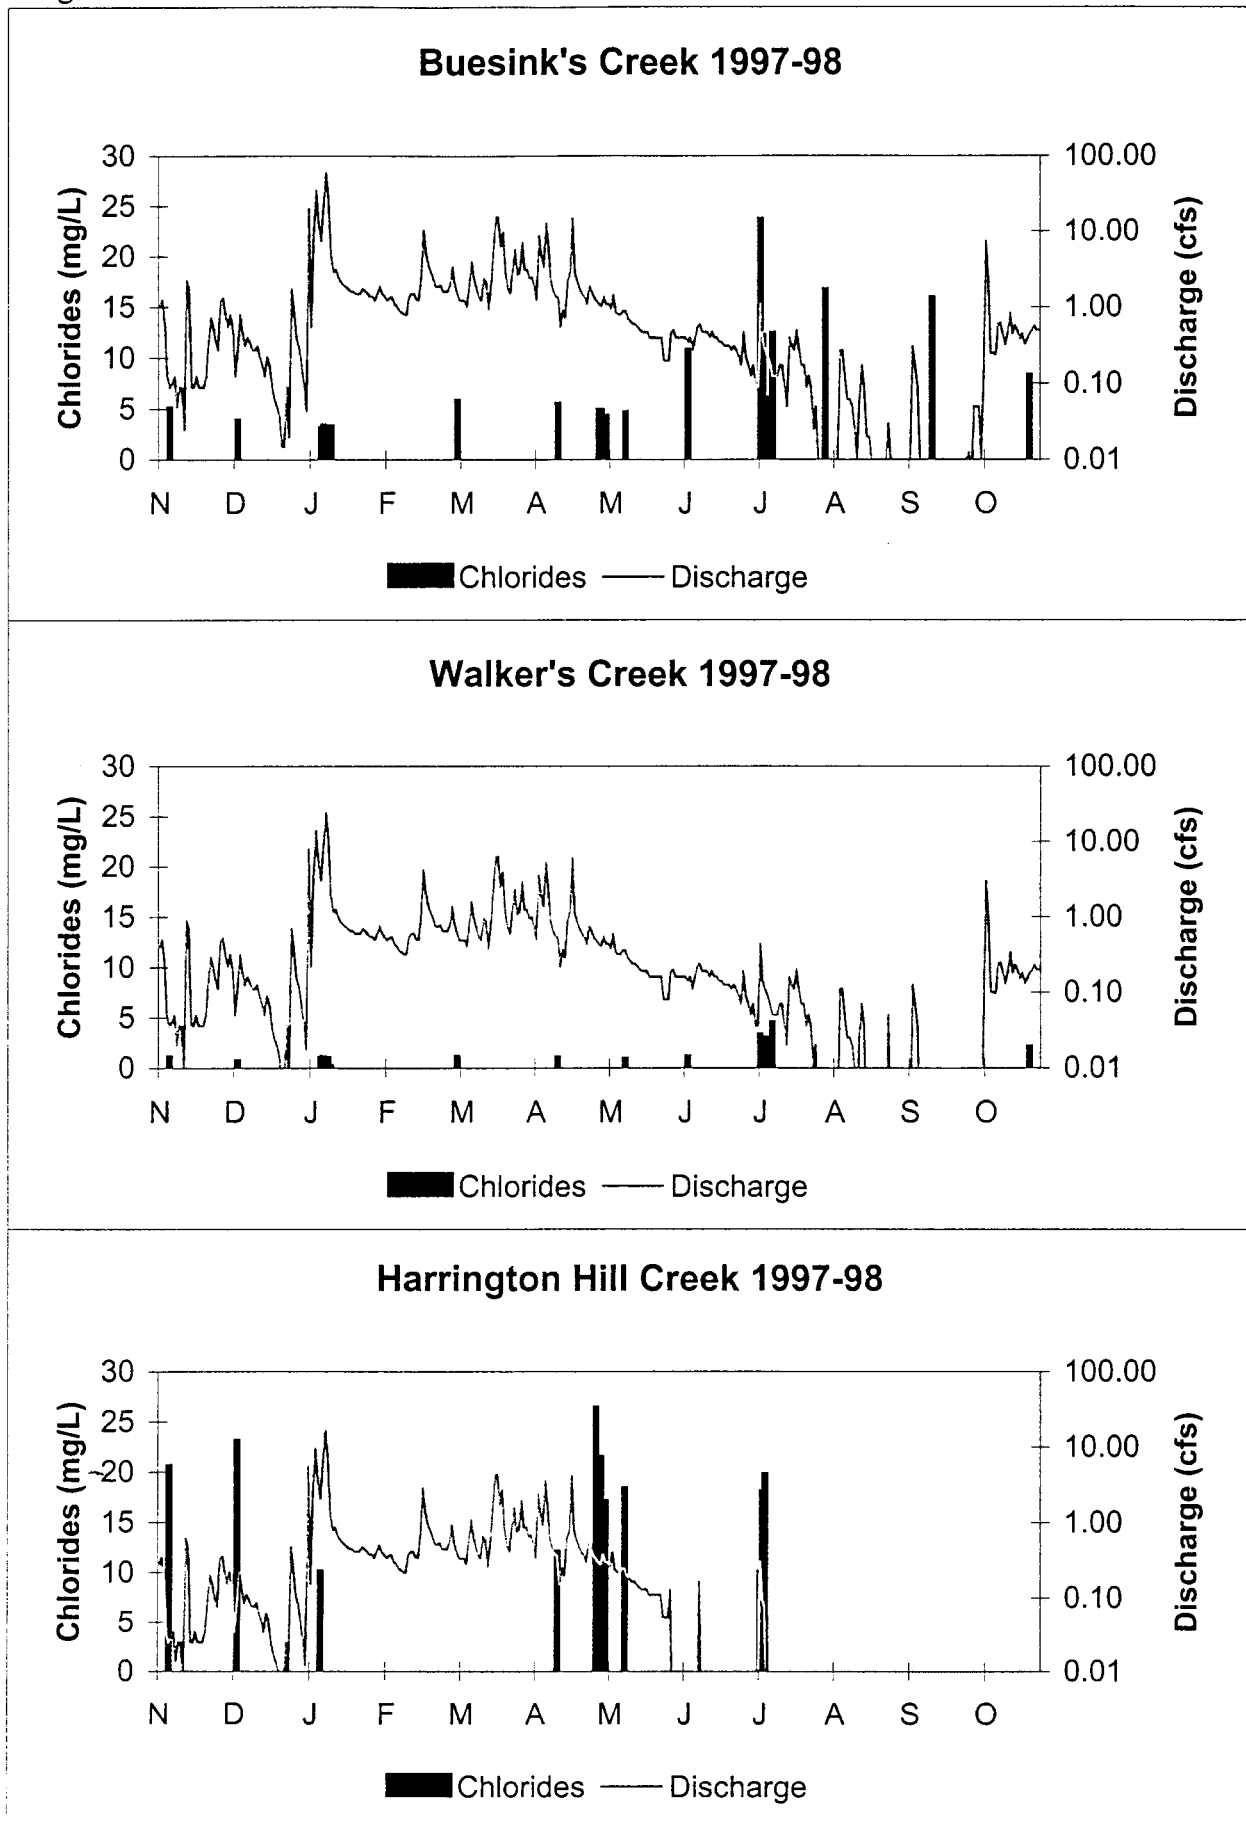 Buesink's Creek 1997-98
Chlorides (mg/L)
30
25
20
15
10
5
0
100.00
10.00
1.00
0.10
0.01
Discharge (cfs)
N D J F M A M J J A S O
Chlorides Discharge
Walker's Creek 1997-98
Chlorides (mg/L)
30
25
20
15
10
5
0
100.00
10.00
1.00
0.10
0.01
Discharge (cfs)
N D J F M A M J J A S O
Chlorides Discharge
Harrington Hill Creek 1997-98
Chlorides (mg/L)
30
25
20
15
10
5
0
100.00
10.00
1.00
0.10
0.01
Discharge (cfs)
N D J F M A M J J A S O
Chlorides Discharge